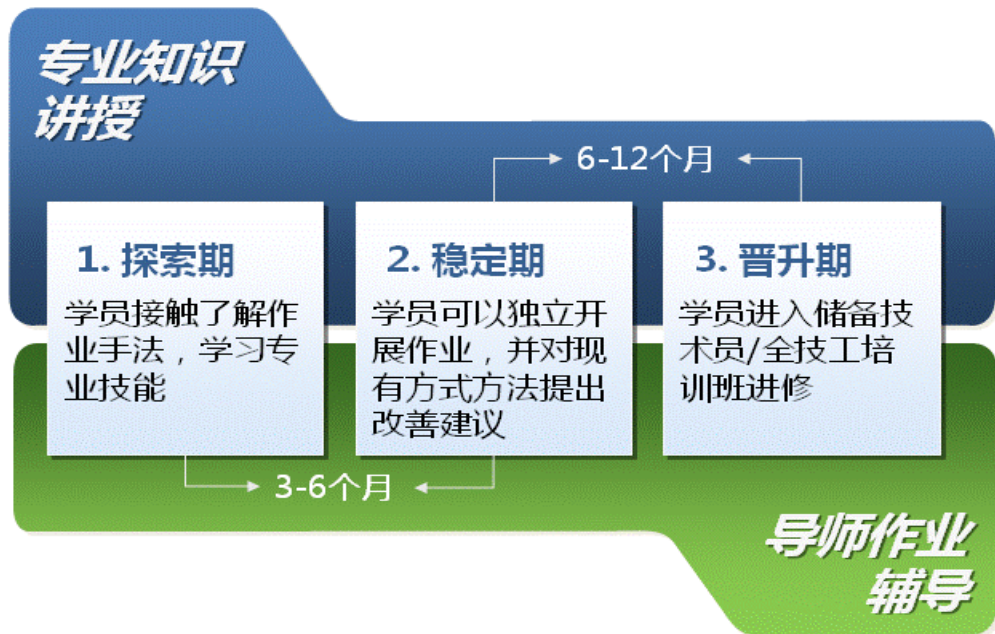 专业知识
讲授
6-12个月
1. 探索期
学员接触了解作
业手法，学习专
业技能
2. 稳定期
学员可以独立开
展作业，并对现
有方式方法提出
改善建议
3. 晋升期
学员进入储备技
术员/全技工培
训班进修
3-6个月
导师作业
辅导